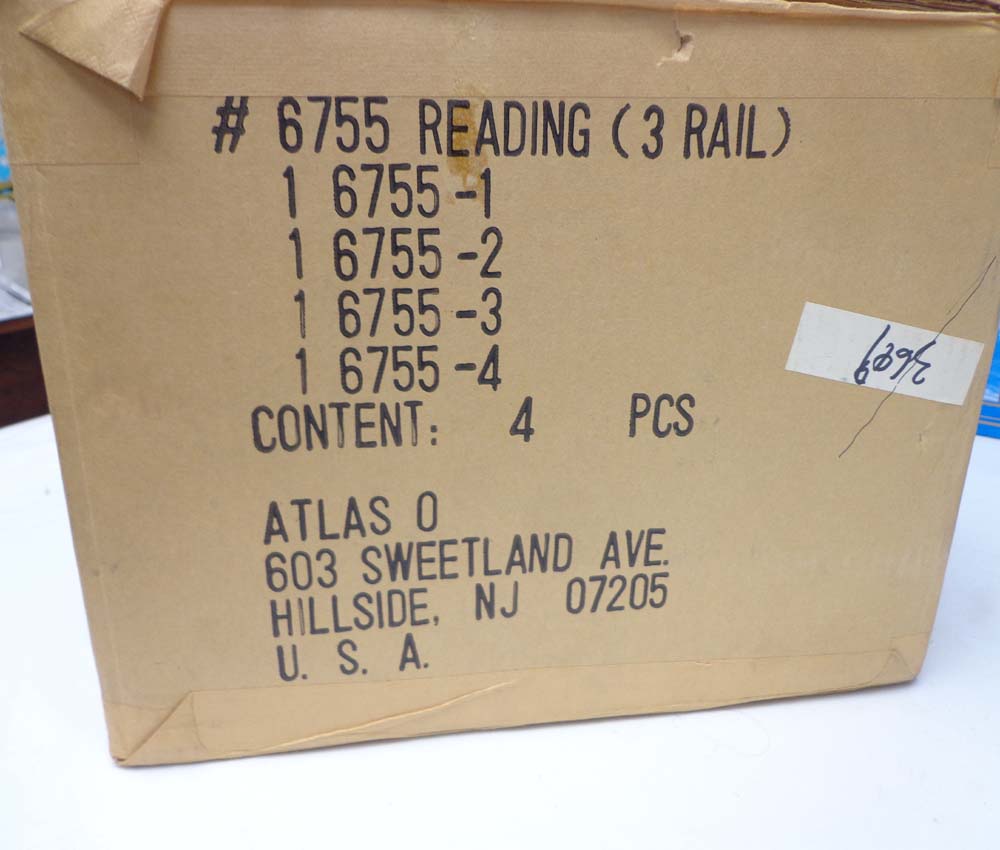 # 6755 READING (3 RAIL)
1 6755-1
1 6755-2
1 6755-3
1 6755-4
CONTENT: 4 PCS
ATLAS O
603 SWEETLAND AVE.
HILLSIDE, NJ 07205
U. S. A.